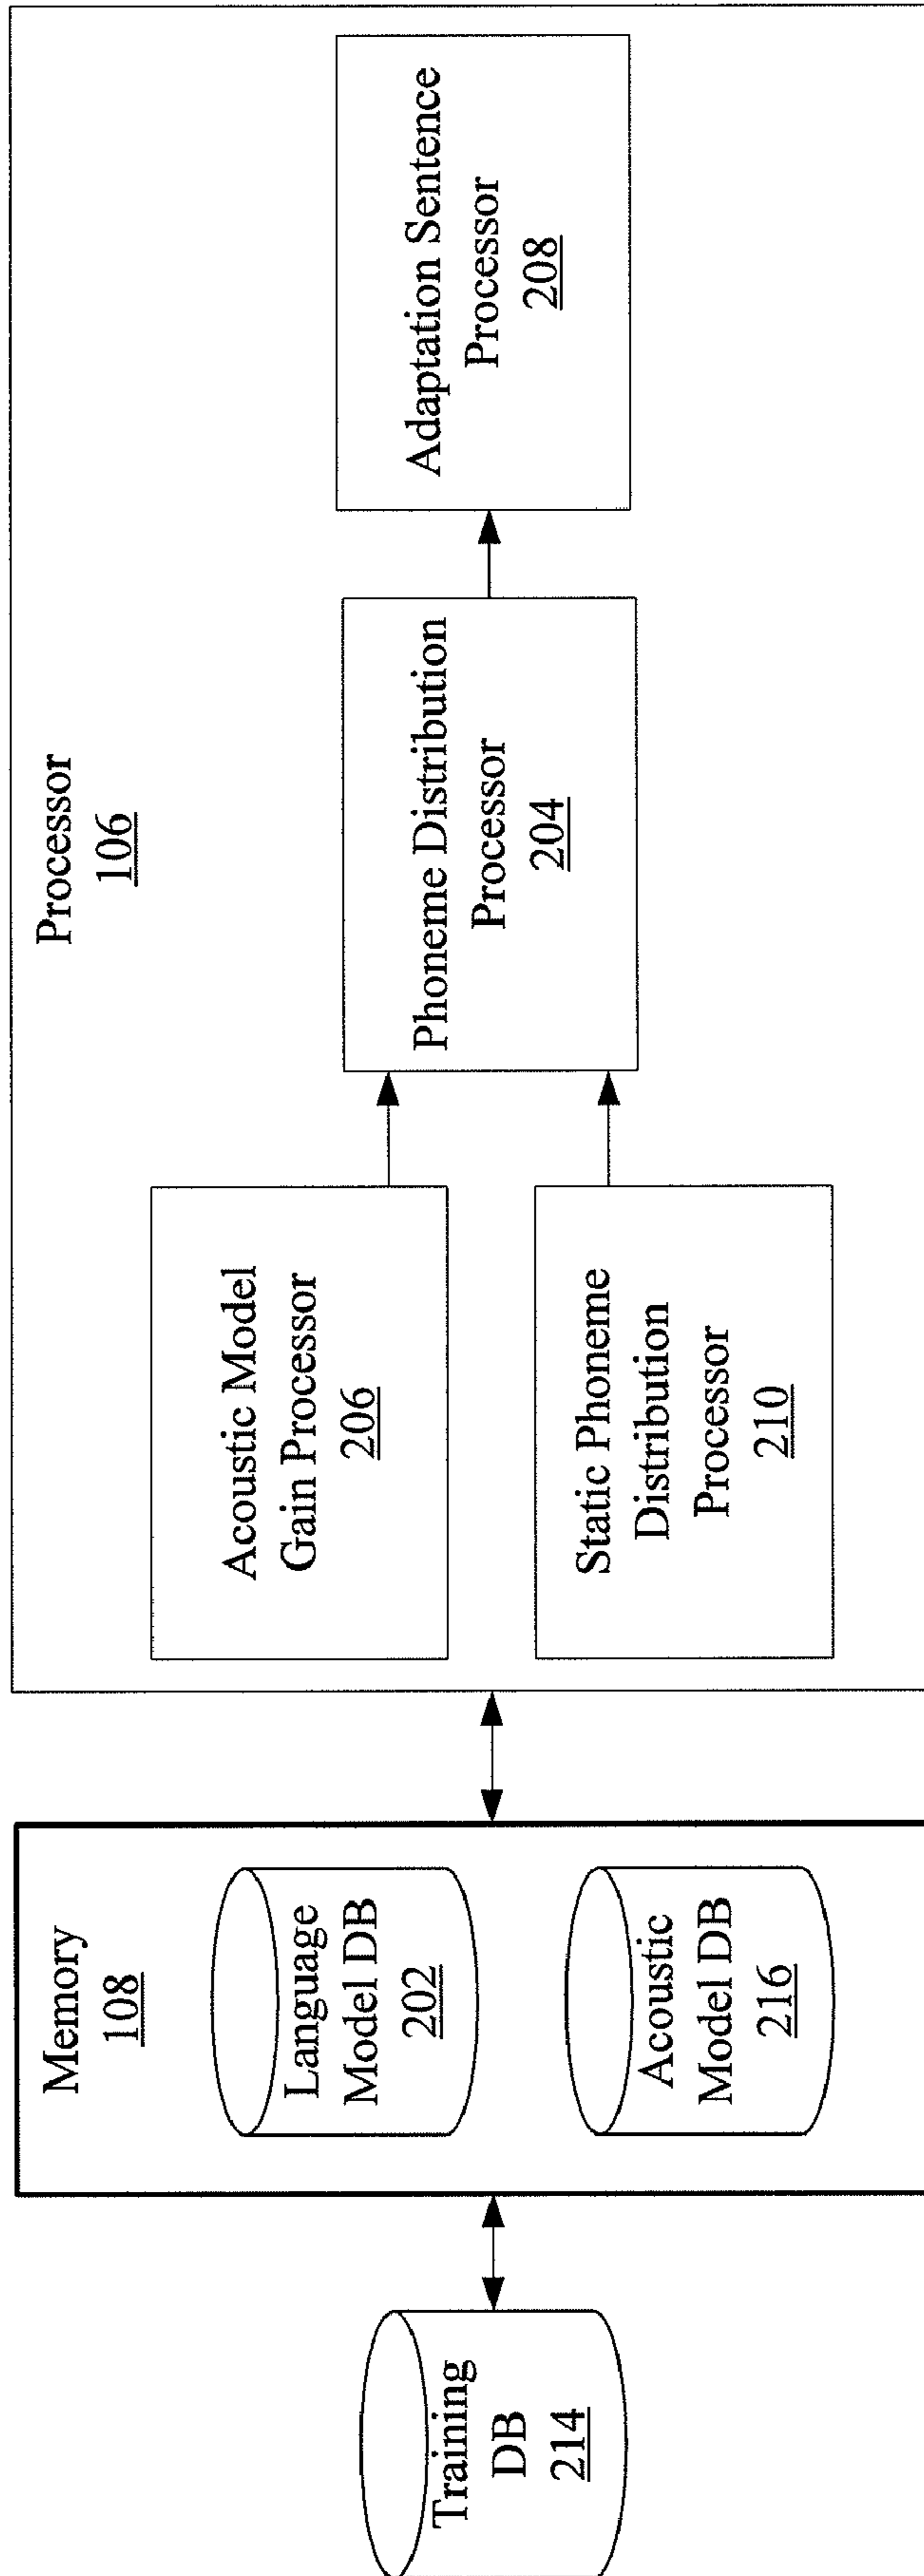 Training
DB
214
Memory
108
Language
Model DB
202
Acoustic
Model DB
216
Processor
106
Acoustic Model
Gain Processor
206
Static Phoneme
Distribution
Processor
210
Phoneme Distribution
Processor
204
Adaptation Sentence
Processor
208